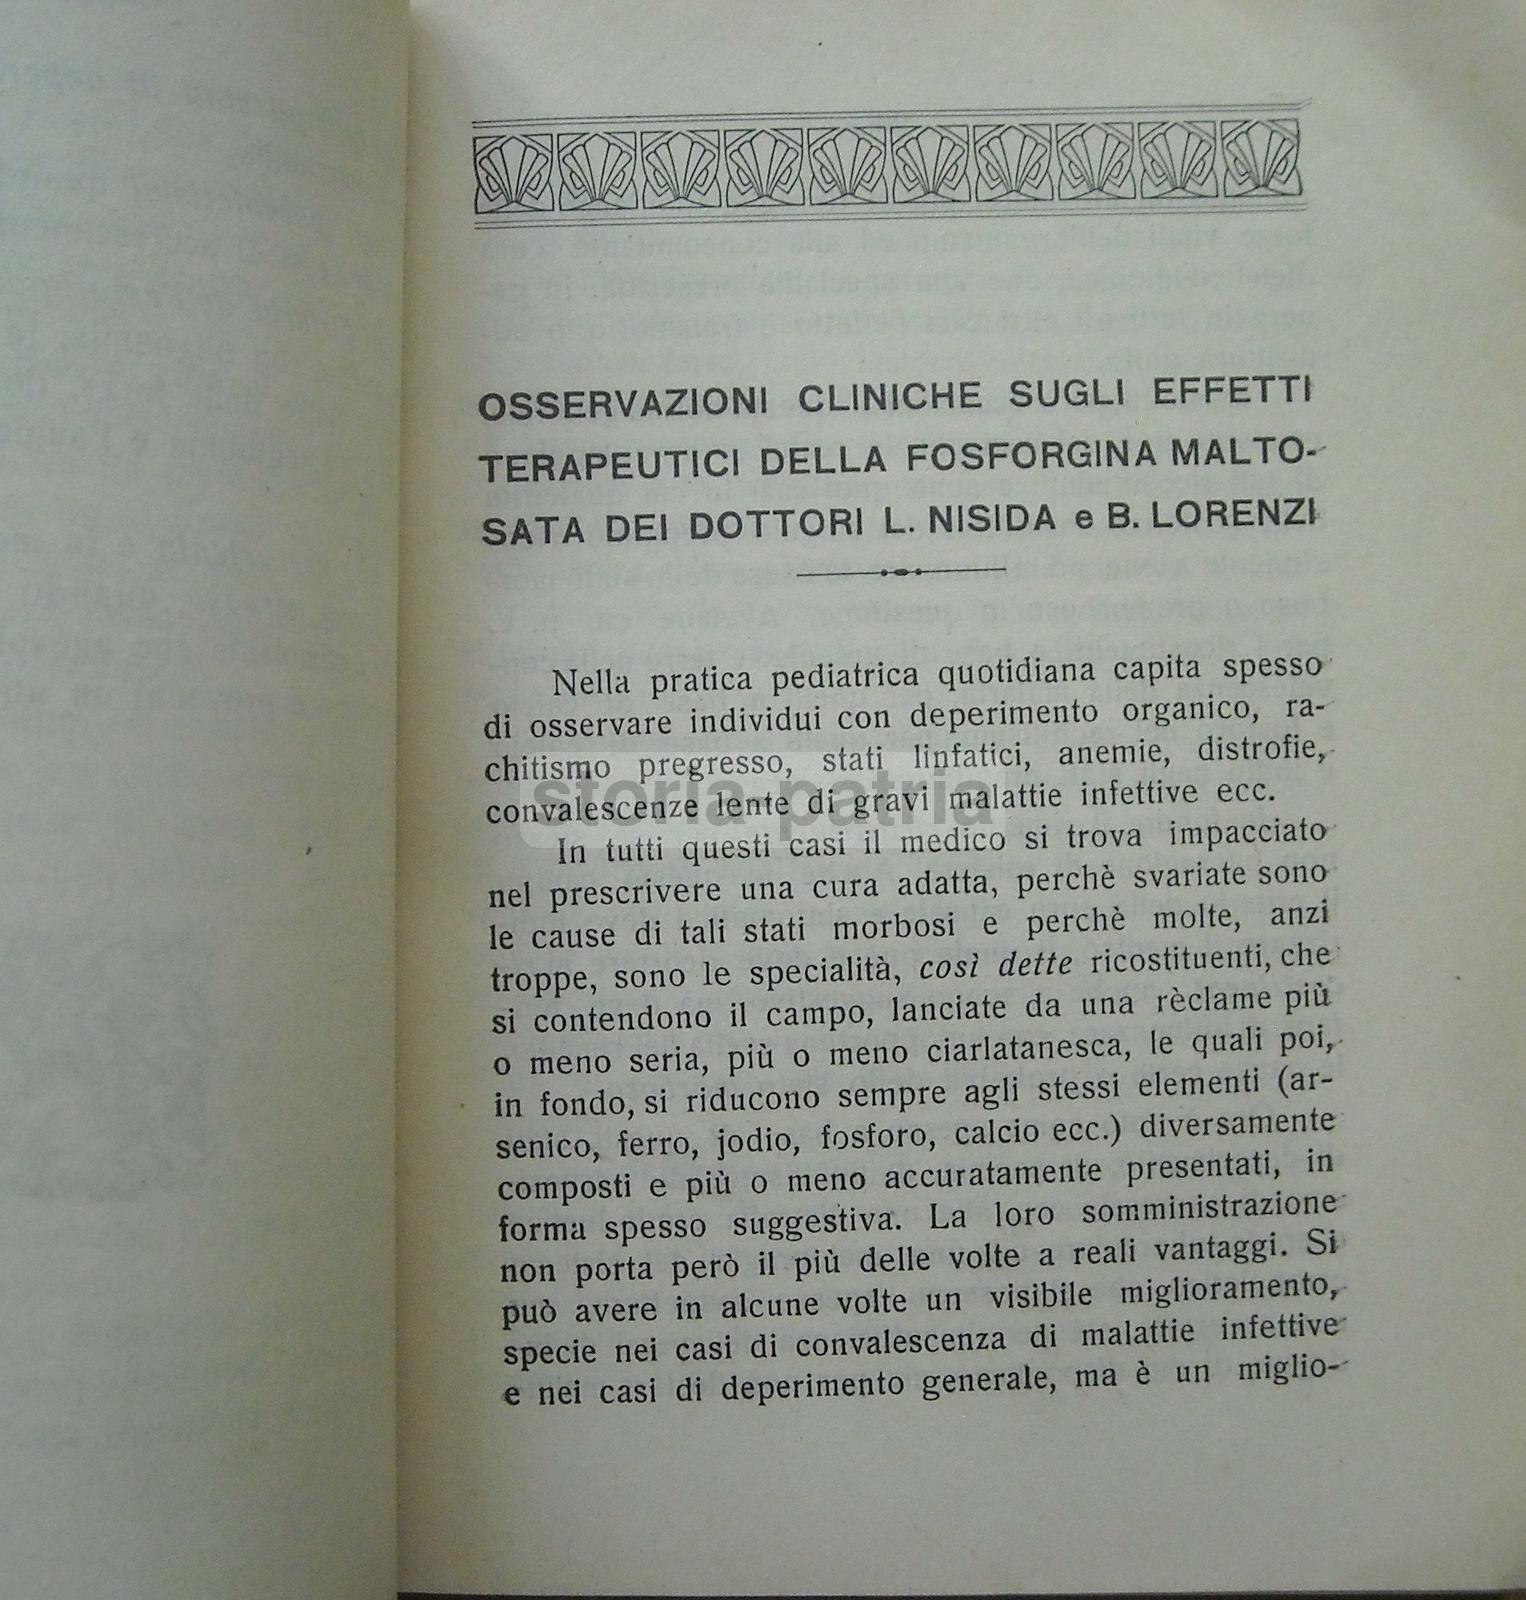 OSSERVAZIONI CLINICHE SUGLI EFFETTI
TERAPEUTICI DELLA FOSFORGINA MALTO-
SATA DEI DOTTORI L. NISIDA e B. LORENZI
Nella pratica pediatrica quotidiana capita spesso
di osservare individui con deperimento organico, ra-
chitismo pregresso, stati linfatici, anemie, distrofie,
convalescenze lente di gravi malattie infettive ecc.
storia-patria
In tutti questi casi il medico si trova impacciato
nel prescrivere una cura adatta, perchè svariate sono
le cause di tali stati morbosi e perchè molte, anzi
troppe, sono le specialità, così dette ricostituenti, che
si contendono il campo, lanciate da una rèclame più
o meno seria, più o meno ciarlatanesca, le quali poi,
in fondo, si riducono sempre agli stessi elementi (ar-
senico, ferro, jodio, fosforo, calcio ecc.) diversamente
composti e più o meno accuratamente presentati, in
forma spesso suggestiva. La loro somministrazione
non porta però il più delle volte a reali vantaggi. Si
può avere in alcune volte un visibile miglioramento,
specie nei casi di convalescenza di malattie infettive
e nei casi di deperimento generale, ma è un miglio-